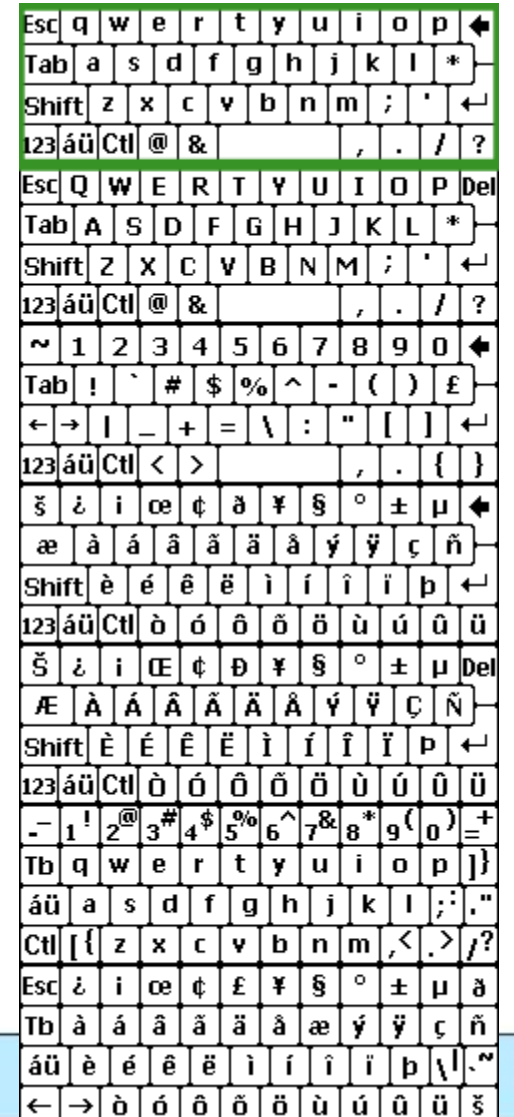 Esc q w e r t y u i o p 🡄
Tab a s d f g h j k l *
Shift z x c v b n m ; ' ↵
123 áü Ctl @ & , . / ?
Esc Q W E R T Y U I O P Del
Tab A S D F G H J K L *
Shift Z X C V B N M ; ' ↵
123 áü Ctl @ & , . / ?
~ 1 2 3 4 5 6 7 8 9 0 🡄
Tab ! ` # $ % ^ - ( ) £
← → | _ + = \ : " [ ] ↵
123 áü Ctl < > , . { }
š ¿ ¡ œ ¢ ð ¥ § ° ± µ 🡄
æ à á â ã ä å ý ÿ ç ñ
Shift è é ê ë ì í î ï þ ↵
123 áü Ctl ò ó ô õ ö ù ú û ü
Š ¿ ¡ Œ ¢ Ð ¥ § ° ± µ Del
Æ À Á Â Ã Ä Å Ý Ÿ Ç Ñ
Shift È É Ê Ë Ì Í Î Ï Þ ↵
123 áü Ctl Ò Ó Ô Õ Ö Ù Ú Û Ü
-_ 1! 2@ 3# 4$ 5% 6^ 7& 8* 9( 0) =+
Tb q w e r t y u i o p ]}
áü a s d f g h j k l ;: '"
Ctl [{ z x c v b n m ,< .> /?
Esc ¿ ¡ œ ¢ £ ¥ § ° ± µ ð
Tb à á â ã ä å æ ý ÿ ç ñ
áü è é ê ë ì í î ï þ \| `~
← → ò ó ô õ ö ù ú û ü š